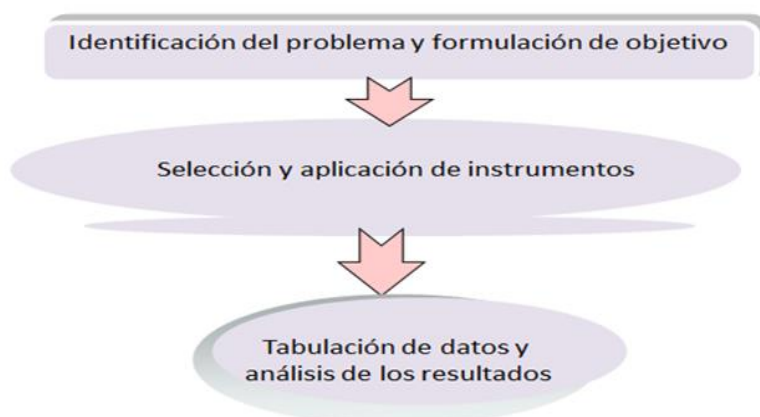 Identificación del problema y formulación de objetivo
Selección y aplicación de instrumentos
Tabulación de datos y
análisis de los resultados